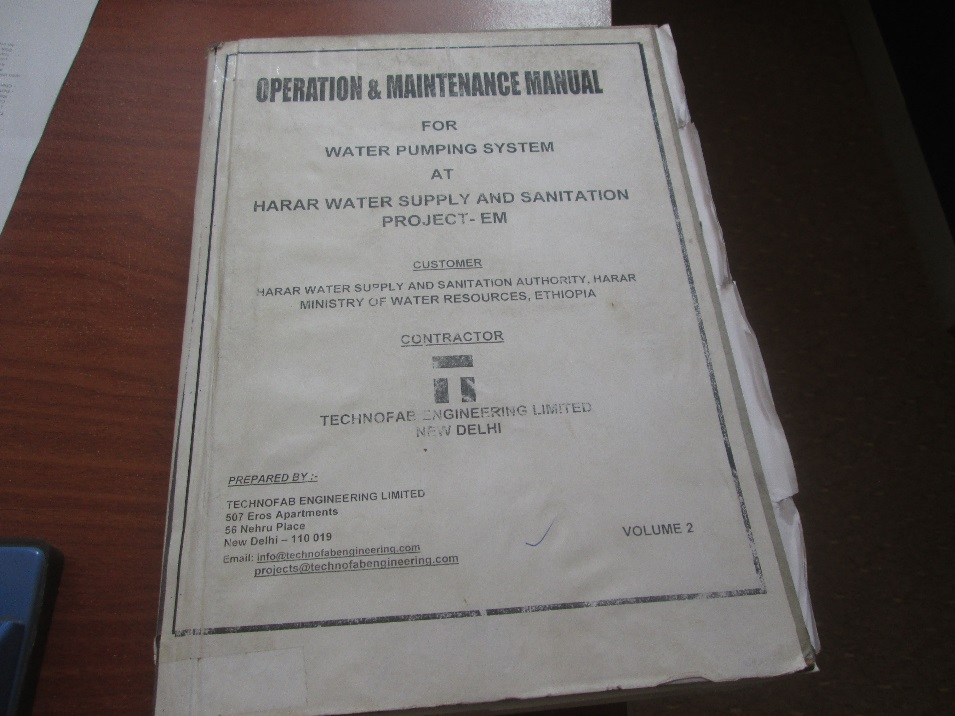 OPERATION & MAINTENANCE MANUAL
FOR
WATER PUMPING SYSTEM
AT
HARAR WATER SUPPLY AND SANITATION
PROJECT- EM
CUSTOMER
HARAR WATER SUPPLY AND SANITATION AUTHORITY, HARAR
MINISTRY OF WATER RESOURCES, ETHIOPIA
CONTRACTOR
TECHNOFAB ENGINEERING LIMITED
NEW DELHI
PREPARED BY :-
TECHNOFAB ENGINEERING LIMITED
507 Eros Apartments
56 Nehru Place
New Delhi – 110 019
Email: info@technofabengineering.com
projects@technofabengineering.com
VOLUME 2